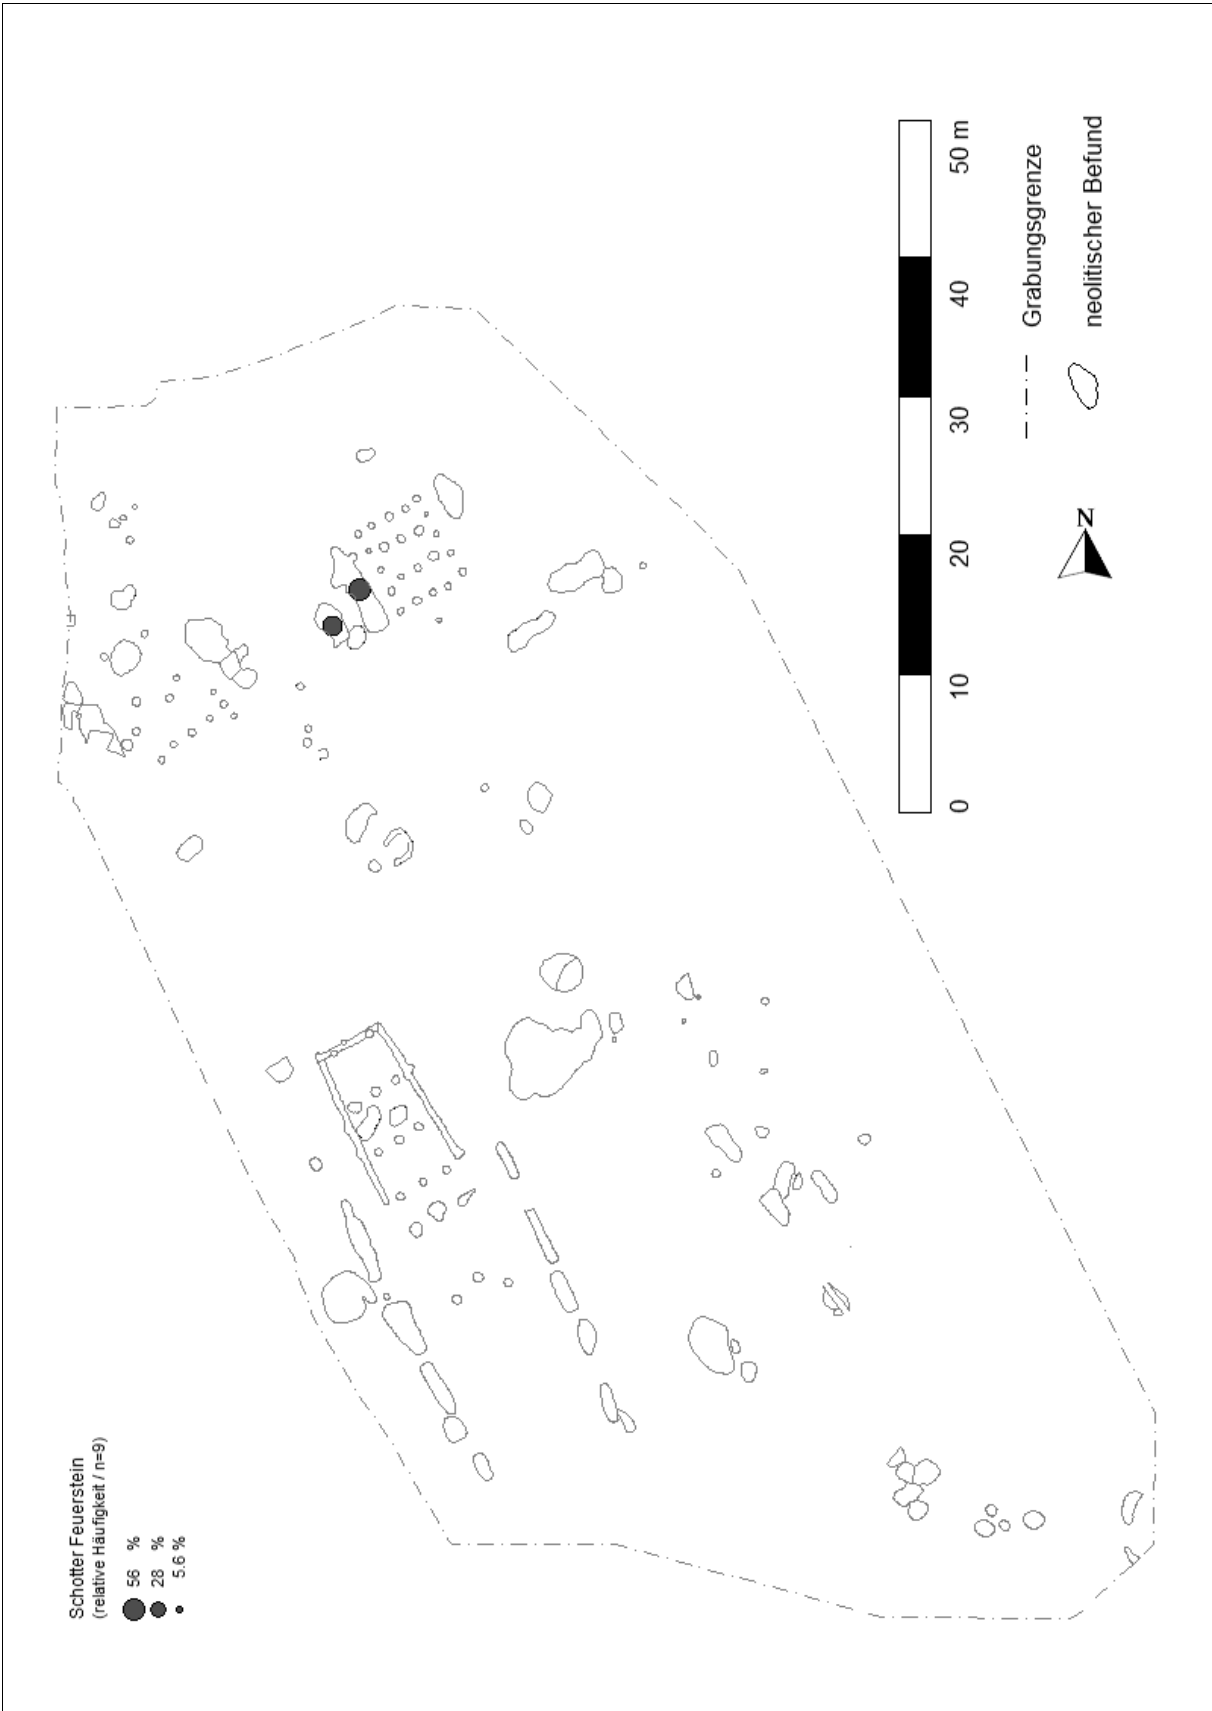 Schotter Feuerstein
(relative Häufigkeit / n=9)
56 %
28 %
5.6 %
0
10
20
30
40
50 m
N
Grabungsgrenze
neolitischer Befund